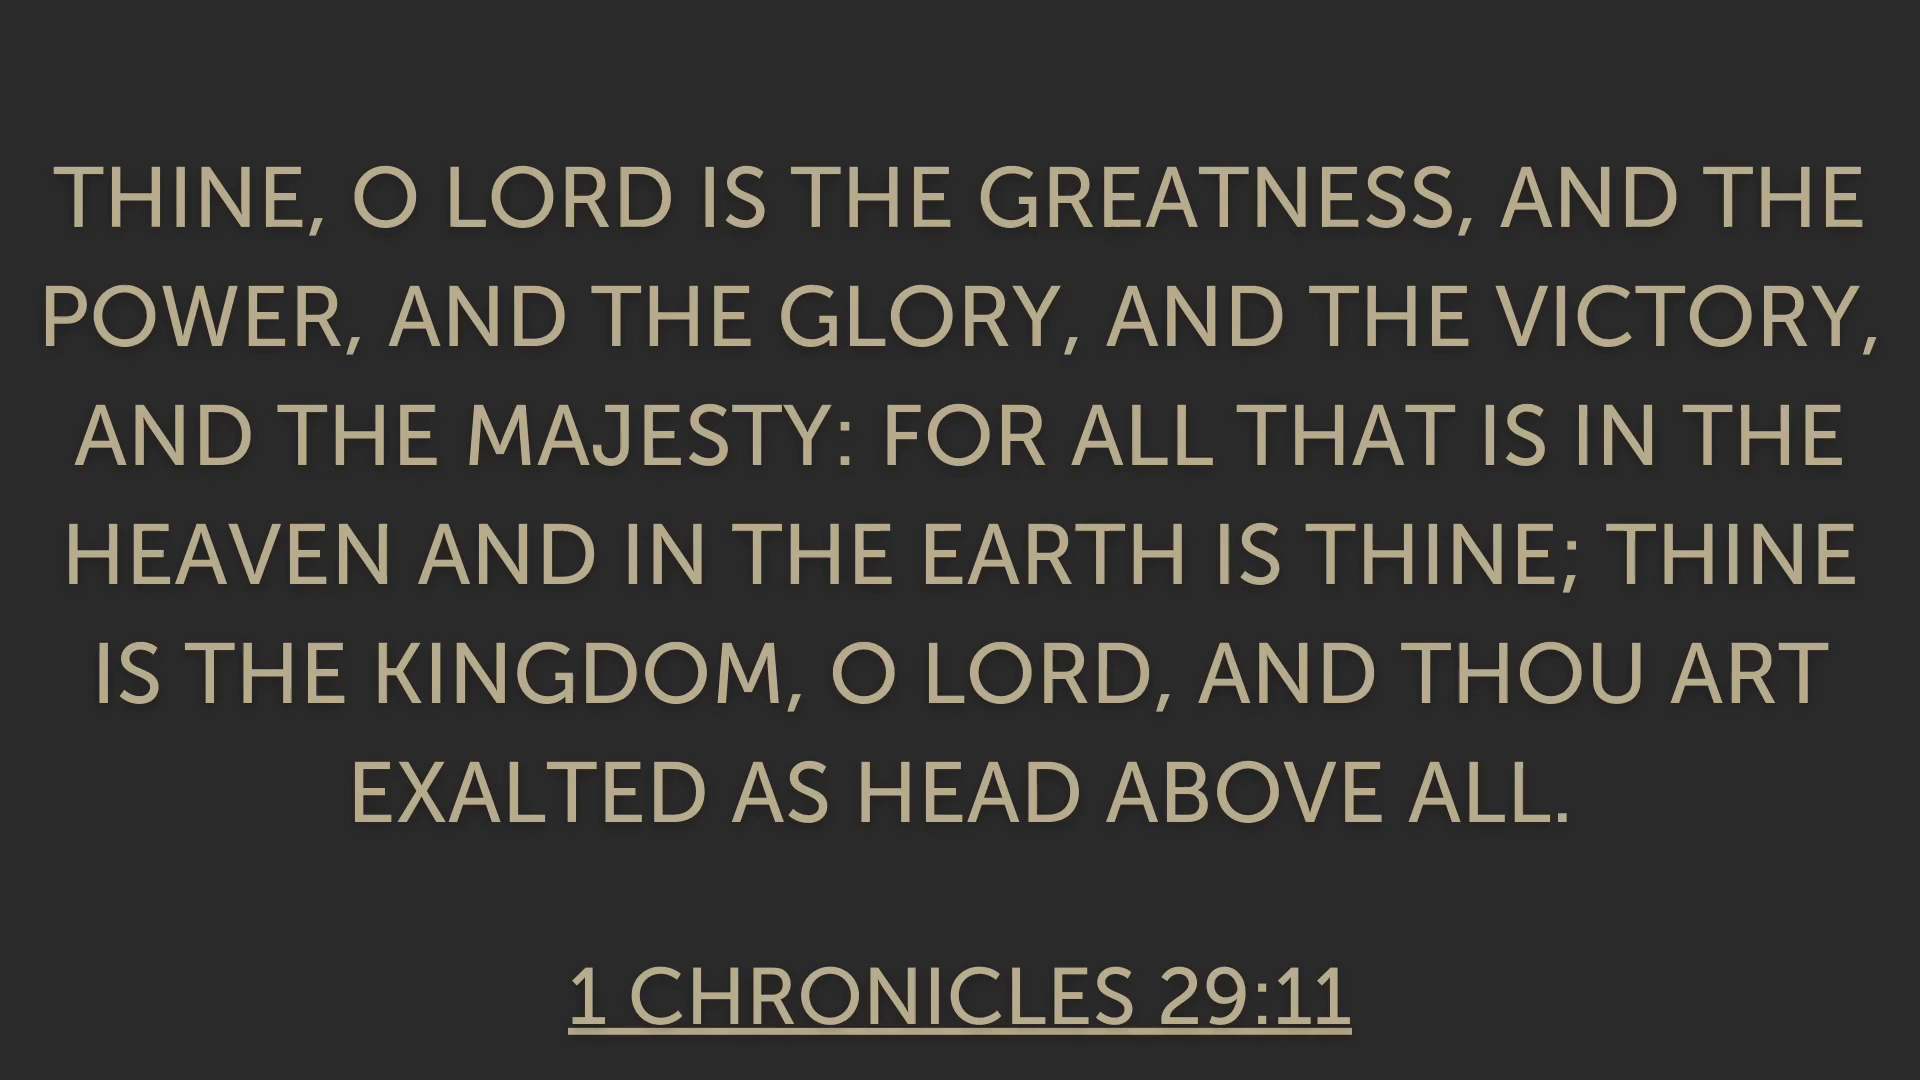 THINE, O LORD IS THE GREATNESS, AND THE
POWER, AND THE GLORY, AND THE VICTORY,
AND THE MAJESTY: FOR ALL THAT IS IN THE
HEAVEN AND IN THE EARTH IS THINE; THINE
IS THE KINGDOM, O LORD, AND THOU ART
EXALTED AS HEAD ABOVE ALL.
1 CHRONICLES 29:11